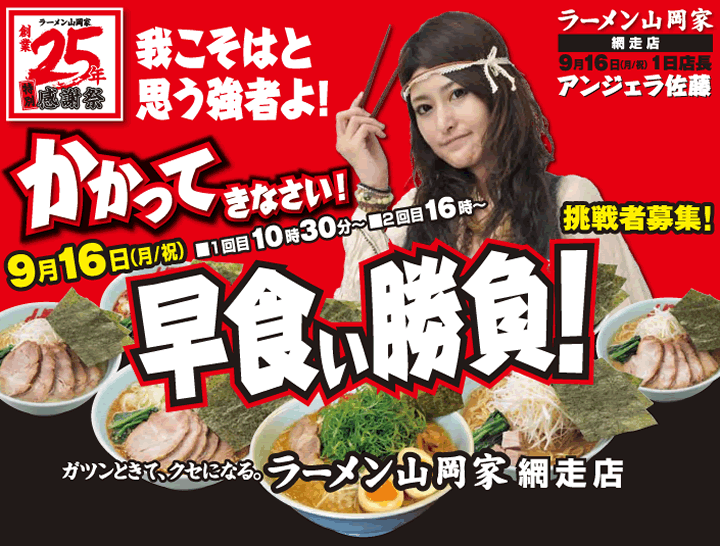 ラーメン山岡家
創業
25年
特別
感謝祭
我こそはと
思う強者よ!
ラーメン山岡家
網走店
9月16日(月/祝)1日店長
アンジェラ佐藤
かかって
きなさい!
9月16日(月/祝)
■1回目10時30分〜■2回目16時〜
挑戦者募集!
早食い勝負!
ガツンときて、クセになる。ラーメン山岡家 網走店